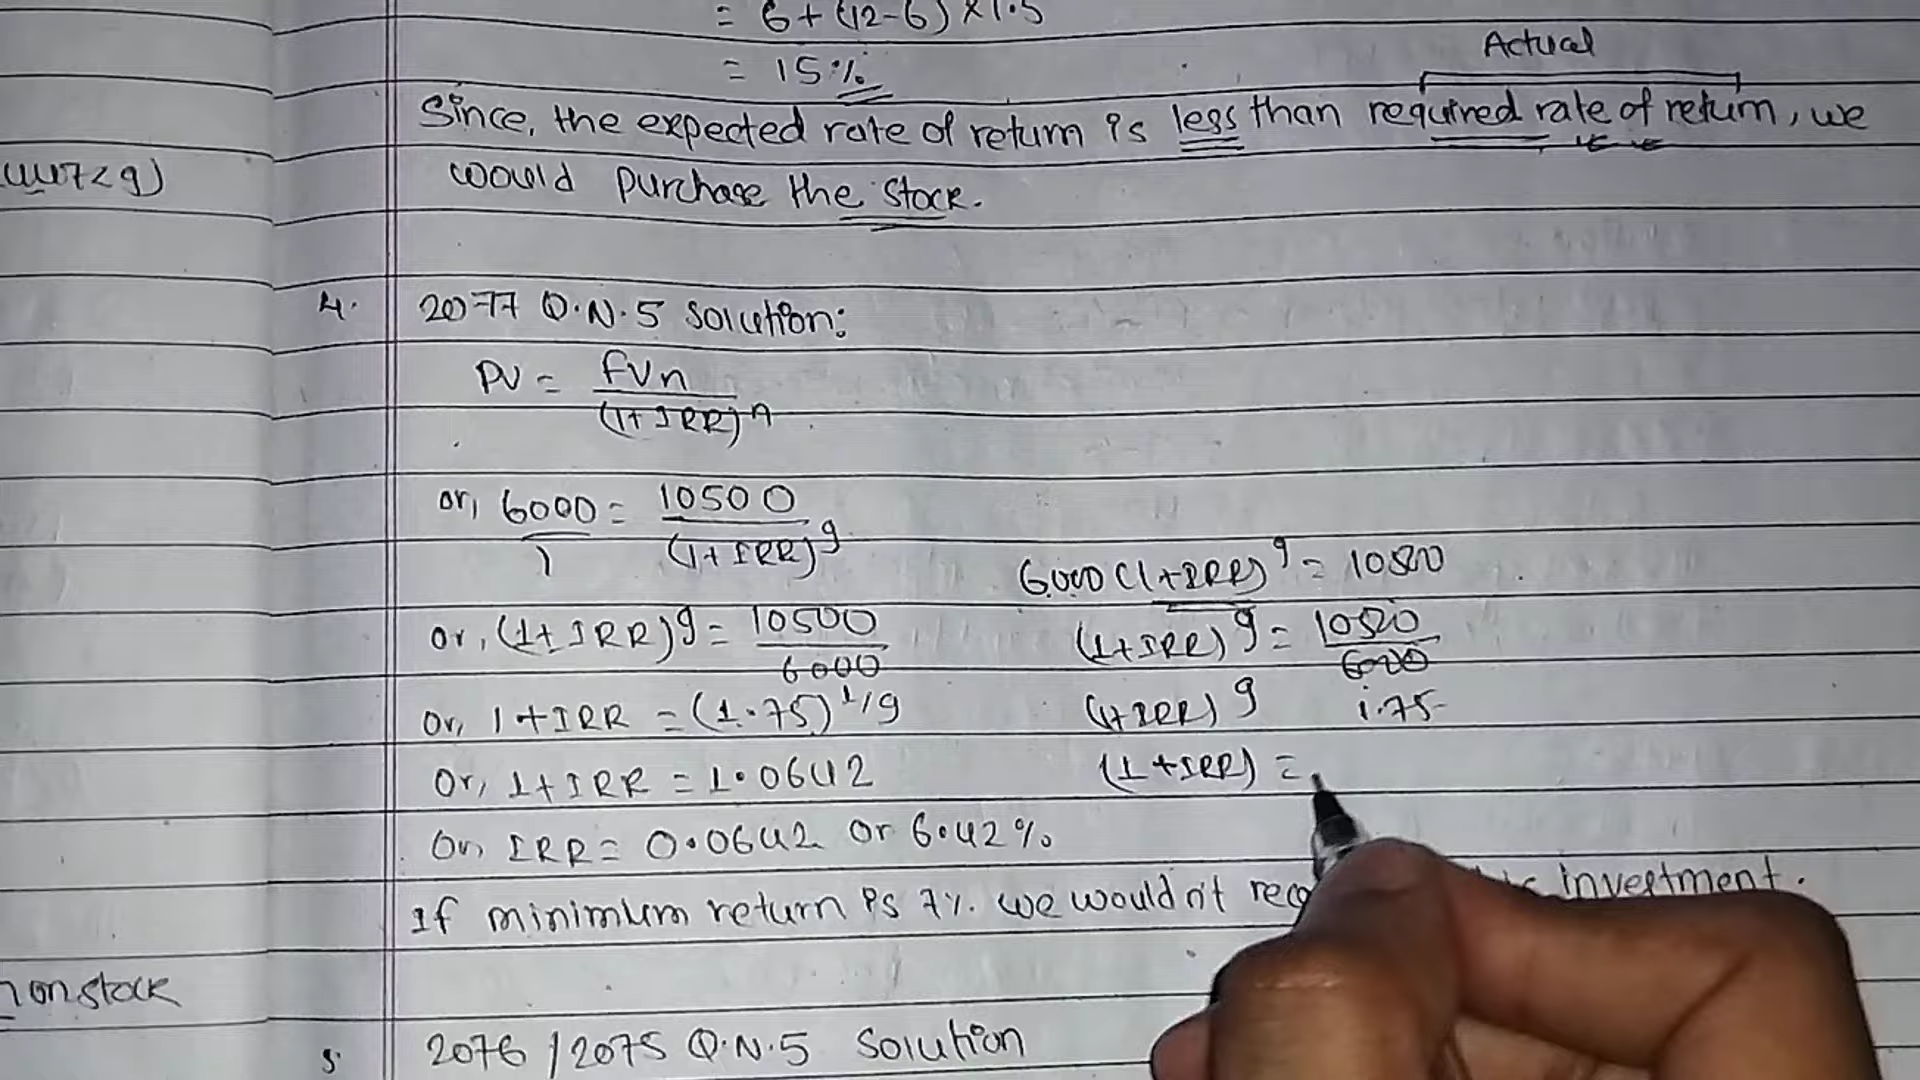 = 6+(12-6)×1.5
= 15%
Actual
Since, the expected rate of return is less than required rate of return, we
would purchase the stock.
4. 2077 Q.N.5 Solution:
PV = FVn
(1+IRR)^n
or, 6000 = 10500
1 (1+IRR)^9
or, (1+IRR)^9 = 10500
6000
or, 1+IRR = (1.75)^1/9
or, 1+IRR = 1.0642
or, IRR = 0.0642 or 6.42%
6000(1+IRR)^9 = 10500
(1+IRR)^9 = 10500
6000
(1+IRR)^9 1.75
(1+IRR) =
If minimum return is 7%. we wouldn't investment.
onstock
5. 2076/2075 Q.N.5 Solution